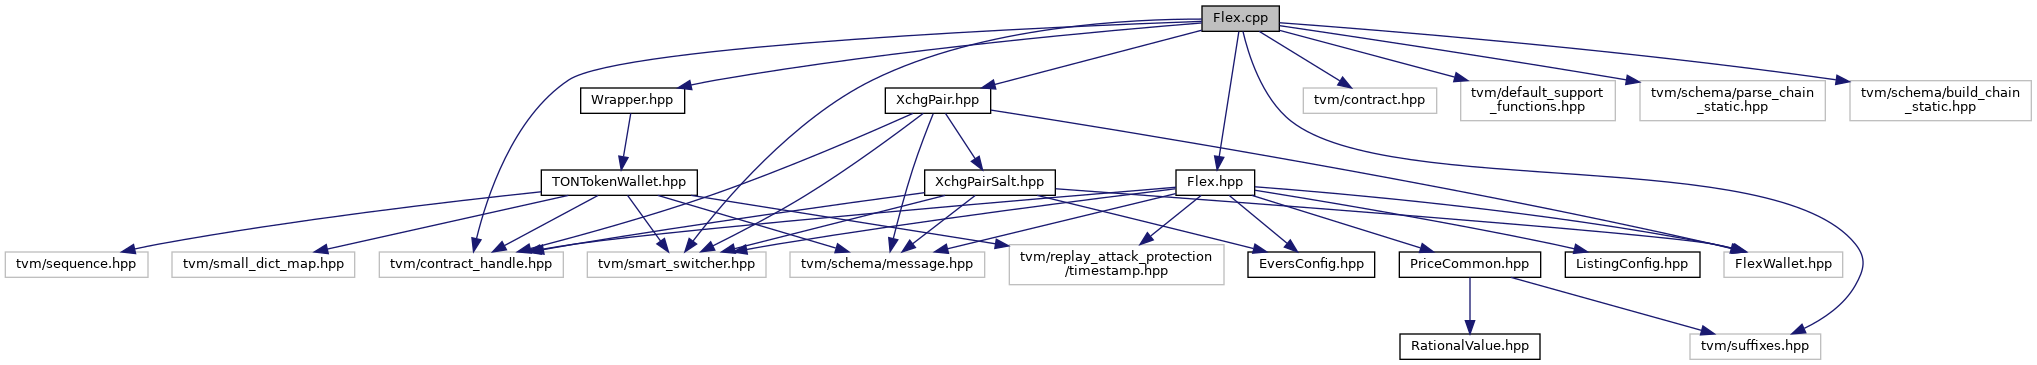 Flex.cpp
Wrapper.hpp
XchgPair.hpp
tvm/contract.hpp
tvm/default_support
_functions.hpp
tvm/schema/parse_chain
_static.hpp
tvm/schema/build_chain
_static.hpp
TONTokenWallet.hpp
XchgPairSalt.hpp
Flex.hpp
tvm/sequence.hpp
tvm/small_dict_map.hpp
tvm/contract_handle.hpp
tvm/smart_switcher.hpp
tvm/schema/message.hpp
tvm/replay_attack_protection
/timestamp.hpp
EversConfig.hpp
PriceCommon.hpp
ListingConfig.hpp
FlexWallet.hpp
RationalValue.hpp
tvm/suffixes.hpp